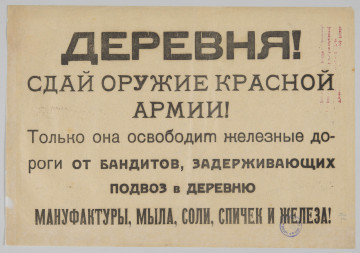 ДЕРЕВНЯ!
СДАЙ ОРУЖИЕ КРАСНОЙ
АРМИИ!
Только она освободит железные до-
роги от БАНДИТОВ, ЗАДЕРЖИВАЮЩИХ
ПОДВОЗ в ДЕРЕВНЮ
МАНУФАКТУРЫ, МЫЛА, СОЛИ, СПИЧЕК И ЖЕЛЕЗА!